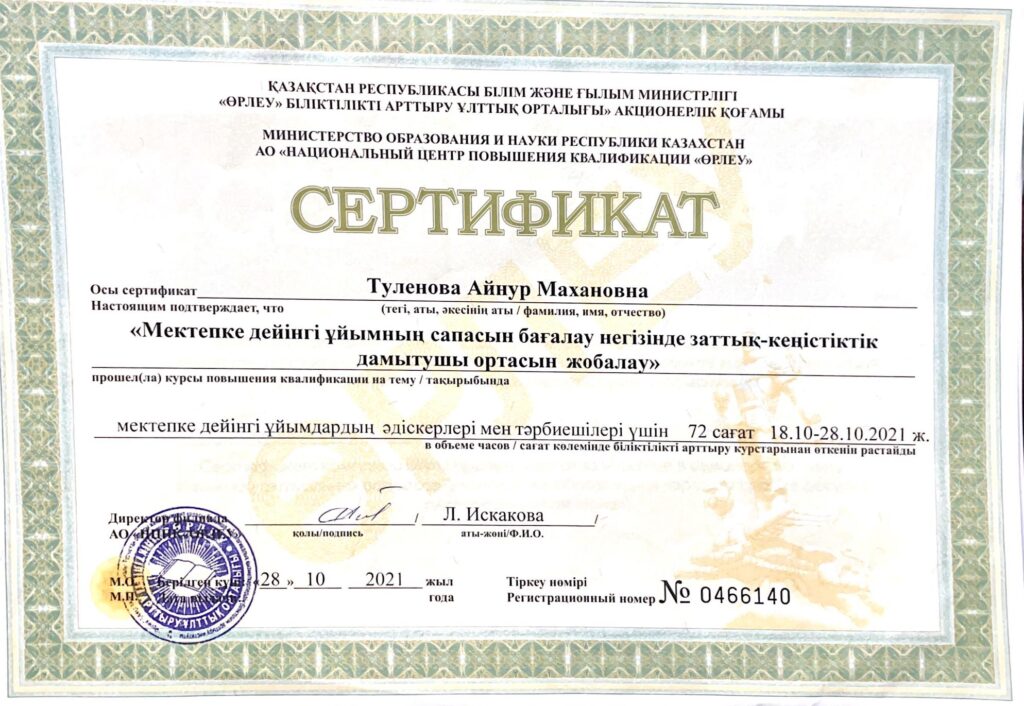 ҚАЗАҚСТАН РЕСПУБЛИКАСЫ БІЛІМ ЖӘНЕ ҒЫЛЫМ МИНИСТРЛІГІ
«ӨРЛЕУ» БІЛІКТІЛІКТІ АРТТЫРУ ҰЛТТЫҚ ОРТАЛЫҒЫ» АКЦИОНЕРЛІК ҚОҒАМЫ
МИНИСТЕРСТВО ОБРАЗОВАНИЯ И НАУКИ РЕСПУБЛИКИ КАЗАХСТАН
АО «НАЦИОНАЛЬНЫЙ ЦЕНТР ПОВЫШЕНИЯ КВАЛИФИКАЦИИ «ӨРЛЕУ»
СЕРТИФИКАТ
Осы сертификат Туленова Айнур Махановна
Настоящим подтверждает, что (тегі, аты, әкесінің аты / фамилия, имя, отчество)
«Мектепке дейінгі ұйымның сапасын бағалау негізінде заттық-кеңістіктік
дамытушы ортасын жобалау»
прошел(ла) курсы повышения квалификации на тему / тақырыбында
мектепке дейінгі ұйымдардың әдіскерлері мен тәрбиешілері үшін 72 сағат 18.10-28.10.2021 ж.
в объеме часов / сағат көлемінде біліктілікті арттыру курстарынан өткенін растайды
Директор филиала / Л. Искакова /
қолы/подпись аты-жөні/Ф.И.О.
М.О. Берілген күні «28 » 10 2021 жыл Тіркеу нөмірі
М.П. года Регистрационный номер № 0466140